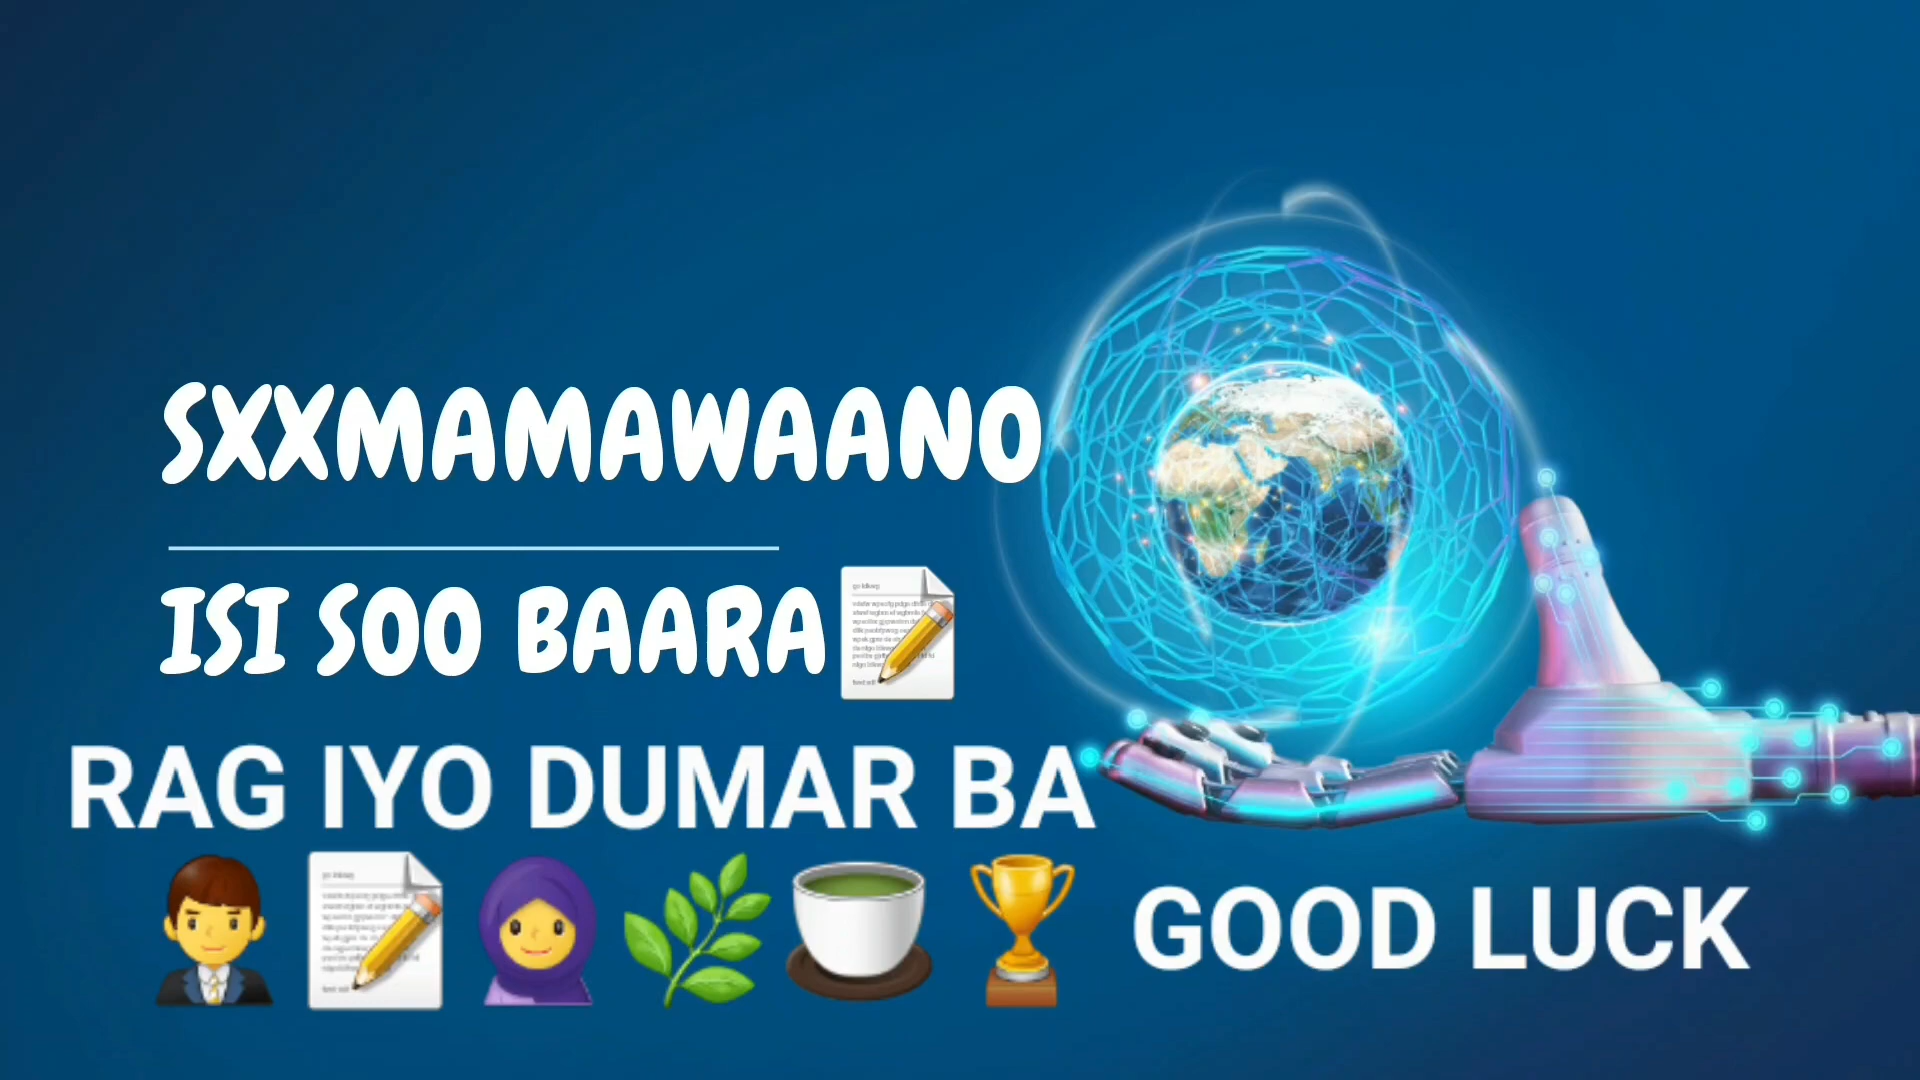 SXXMAMAWAANO
ISI SOO BAARA📝
RAG IYO DUMAR BA
👨‍💼📝🧕🌿🍵🏆 GOOD LUCK